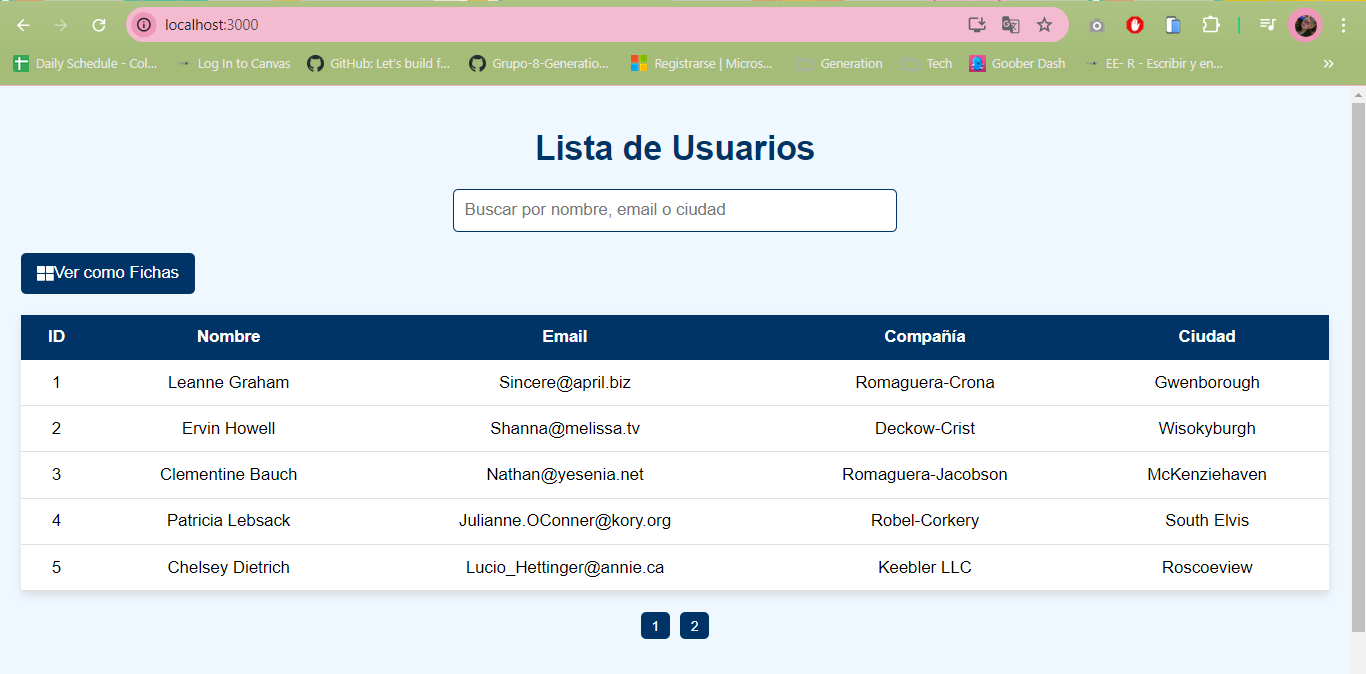 localhost:3000
Daily Schedule - Col... Log In to Canvas GitHub: Let's build f... Grupo-8-Generatio... Registrarse | Micros... Generation Tech Goober Dash EE- R - Escribir y en...
Lista de Usuarios
Buscar por nombre, email o ciudad
Ver como Fichas
ID Nombre Email Compañía Ciudad
1 Leanne Graham Sincere@april.biz Romaguera-Crona Gwenborough
2 Ervin Howell Shanna@melissa.tv Deckow-Crist Wisokyburgh
3 Clementine Bauch Nathan@yesenia.net Romaguera-Jacobson McKenziehaven
4 Patricia Lebsack Julianne.OConner@kory.org Robel-Corkery South Elvis
5 Chelsey Dietrich Lucio_Hettinger@annie.ca Keebler LLC Roscoeview
1 2